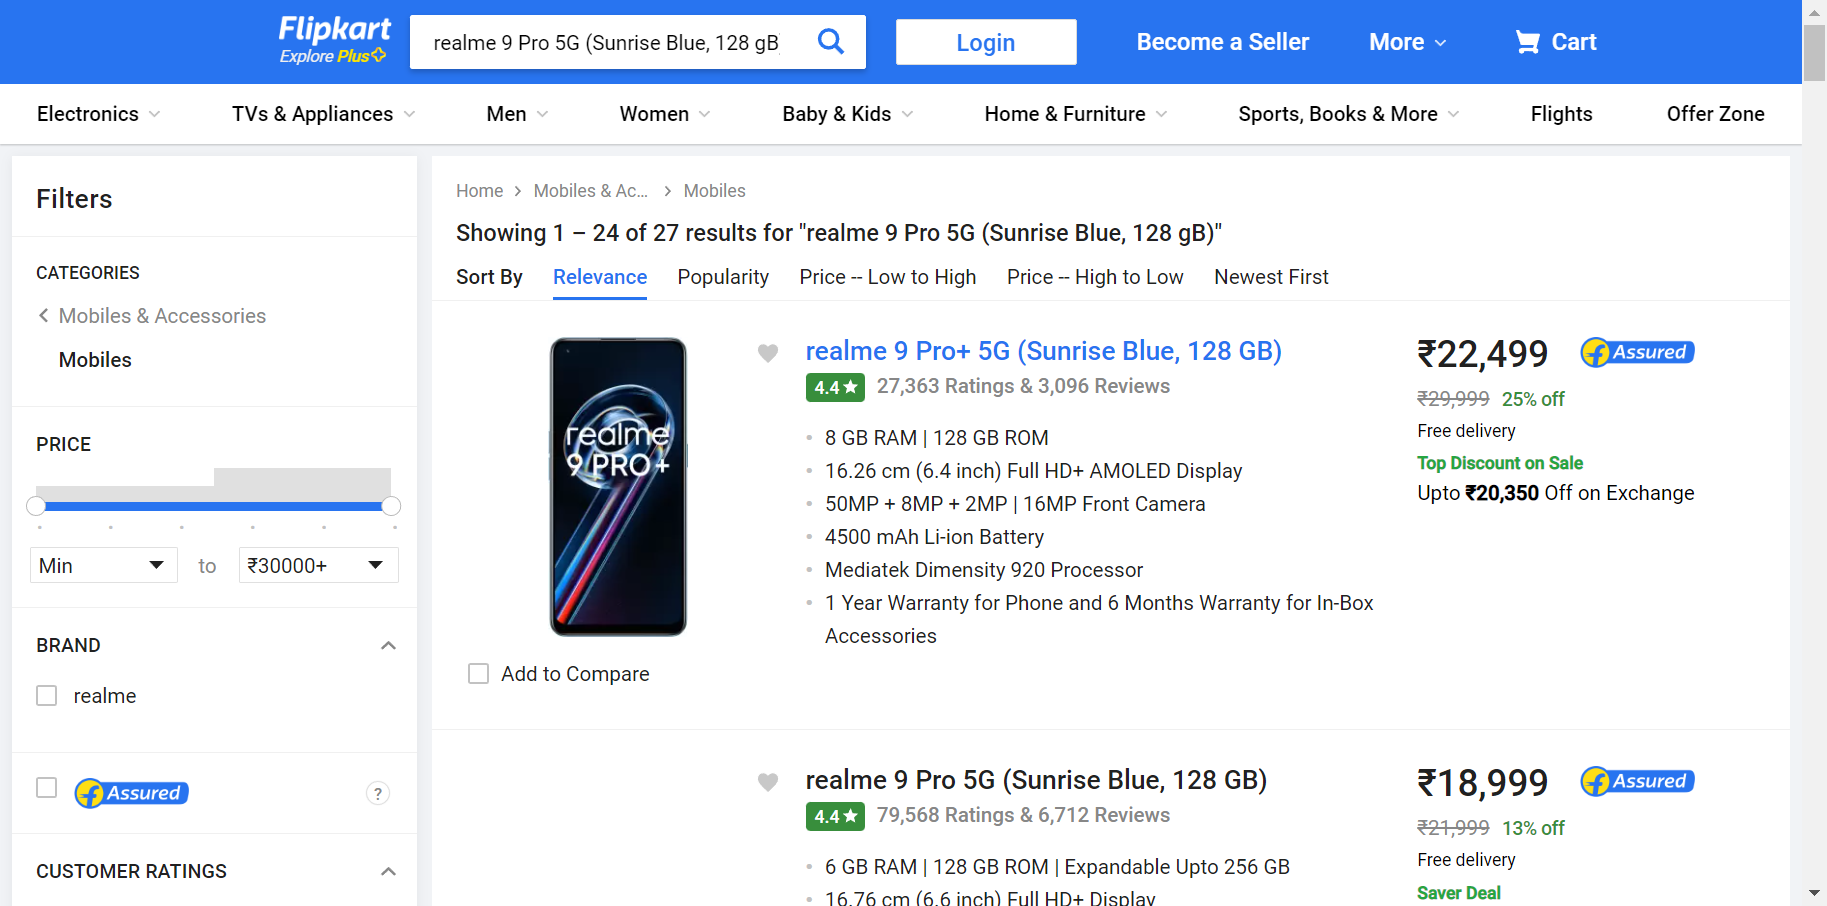 Flipkart
Explore Plus
realme 9 Pro 5G (Sunrise Blue, 128 gB
Login
Become a Seller
More
Cart
Electronics
TVs & Appliances
Men
Women
Baby & Kids
Home & Furniture
Sports, Books & More
Flights
Offer Zone
Filters
CATEGORIES
Mobiles & Accessories
Mobiles
PRICE
Min to ₹30000+
BRAND
realme
Assured
?
CUSTOMER RATINGS
Home > Mobiles & Ac... > Mobiles
Showing 1 – 24 of 27 results for "realme 9 Pro 5G (Sunrise Blue, 128 gB)"
Sort By Relevance Popularity Price -- Low to High Price -- High to Low Newest First
realme
9 PRO+
Add to Compare
realme 9 Pro+ 5G (Sunrise Blue, 128 GB)
4.4★ 27,363 Ratings & 3,096 Reviews
8 GB RAM | 128 GB ROM
16.26 cm (6.4 inch) Full HD+ AMOLED Display
50MP + 8MP + 2MP | 16MP Front Camera
4500 mAh Li-ion Battery
Mediatek Dimensity 920 Processor
1 Year Warranty for Phone and 6 Months Warranty for In-Box
Accessories
₹22,499
Assured
₹29,999 25% off
Free delivery
Top Discount on Sale
Upto ₹20,350 Off on Exchange
realme 9 Pro 5G (Sunrise Blue, 128 GB)
4.4★ 79,568 Ratings & 6,712 Reviews
6 GB RAM | 128 GB ROM | Expandable Upto 256 GB
16.76 cm (6.6 inch) Full HD+ Display
₹18,999
Assured
₹21,999 13% off
Free delivery
Saver Deal